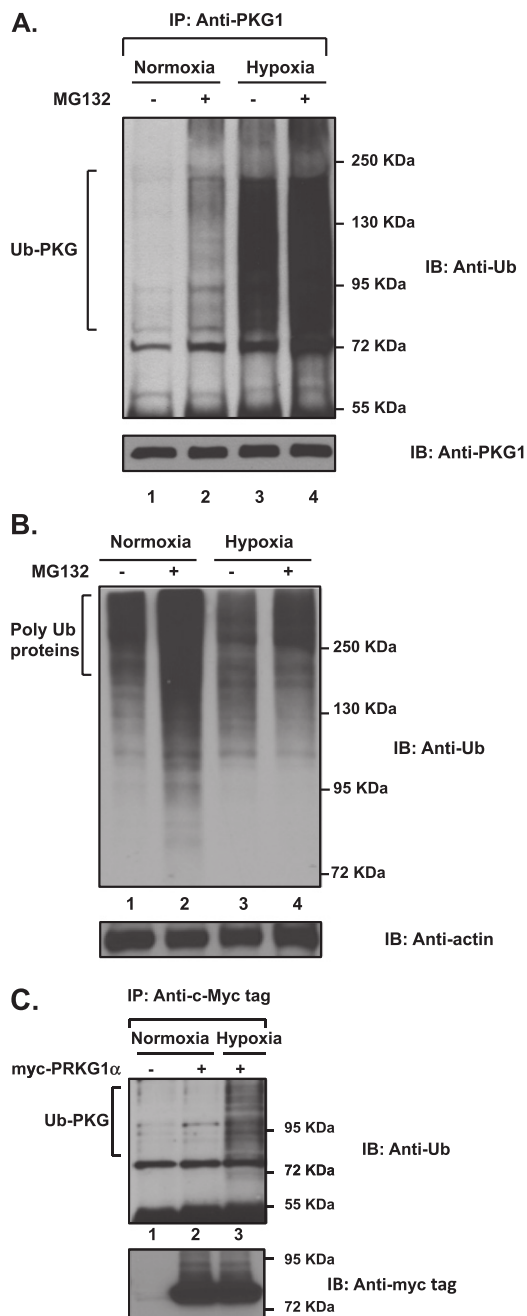 A.
IP: Anti-PKG1
Normoxia Hypoxia
MG132 - + - +
250 KDa
130 KDa
Ub-PKG
IB: Anti-Ub
95 KDa
72 KDa
55 KDa
IB: Anti-PKG1
1 2 3 4
B.
Normoxia Hypoxia
MG132 - + - +
Poly Ub
proteins
250 KDa
130 KDa
IB: Anti-Ub
95 KDa
72 KDa
1 2 3 4
IB: Anti-actin
C.
IP: Anti-c-Myc tag
Normoxia Hypoxia
myc-PRKG1α - + +
Ub-PKG
95 KDa
IB: Anti-Ub
72 KDa
55 KDa
1 2 3
95 KDa
IB: Anti-myc tag
72 KDa